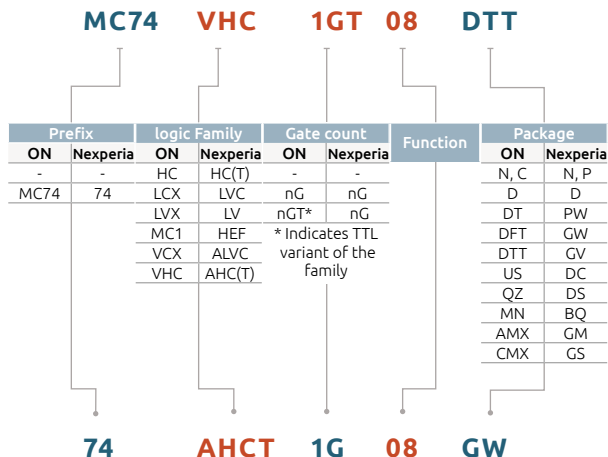 MC74 VHC 1GT 08 DTT
Prefix logic Family Gate count Function Package
ON Nexperia ON Nexperia ON Nexperia ON Nexperia
- - HC HC(T) - - N, C N, P
MC74 74 LCX LVC nG nG D D
LVX LV nGT* nG DT PW
MC1 HEF * Indicates TTL DFT GW
VCX ALVC variant of the DTT GV
VHC AHC(T) family US DC
QZ DS
MN BQ
AMX GM
CMX GS
74 AHCT 1G 08 GW